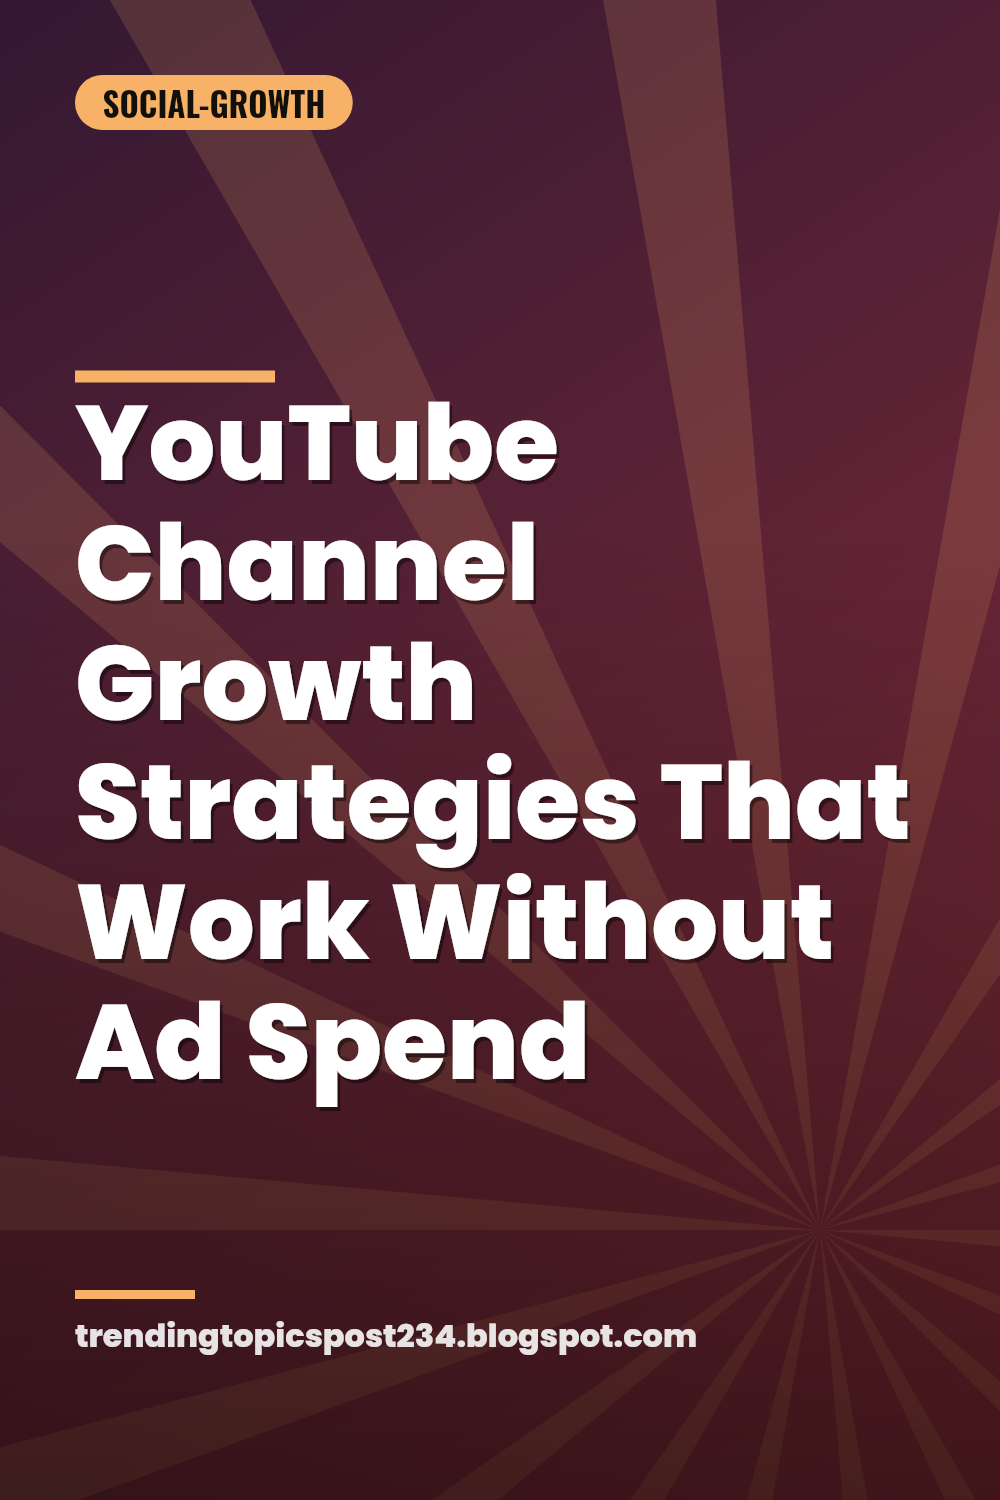 SOCIAL-GROWTH
YouTube
Channel
Growth
Strategies That
Work Without
Ad Spend
trendingtopicspost234.blogspot.com